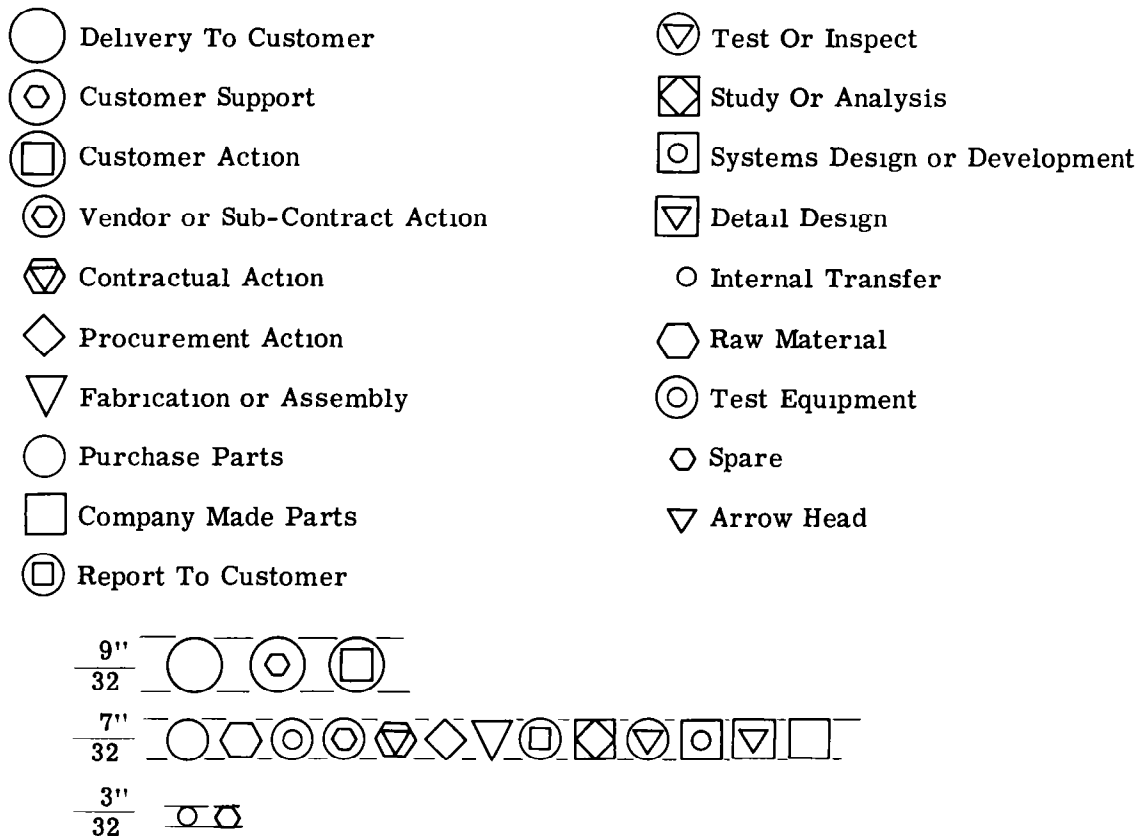 Delivery To Customer
Customer Support
Customer Action
Vendor or Sub-Contract Action
Contractual Action
Procurement Action
Fabrication or Assembly
Purchase Parts
Company Made Parts
Report To Customer
Test Or Inspect
Study Or Analysis
Systems Design or Development
Detail Design
Internal Transfer
Raw Material
Test Equipment
Spare
Arrow Head
9"
32
7"
32
3"
32